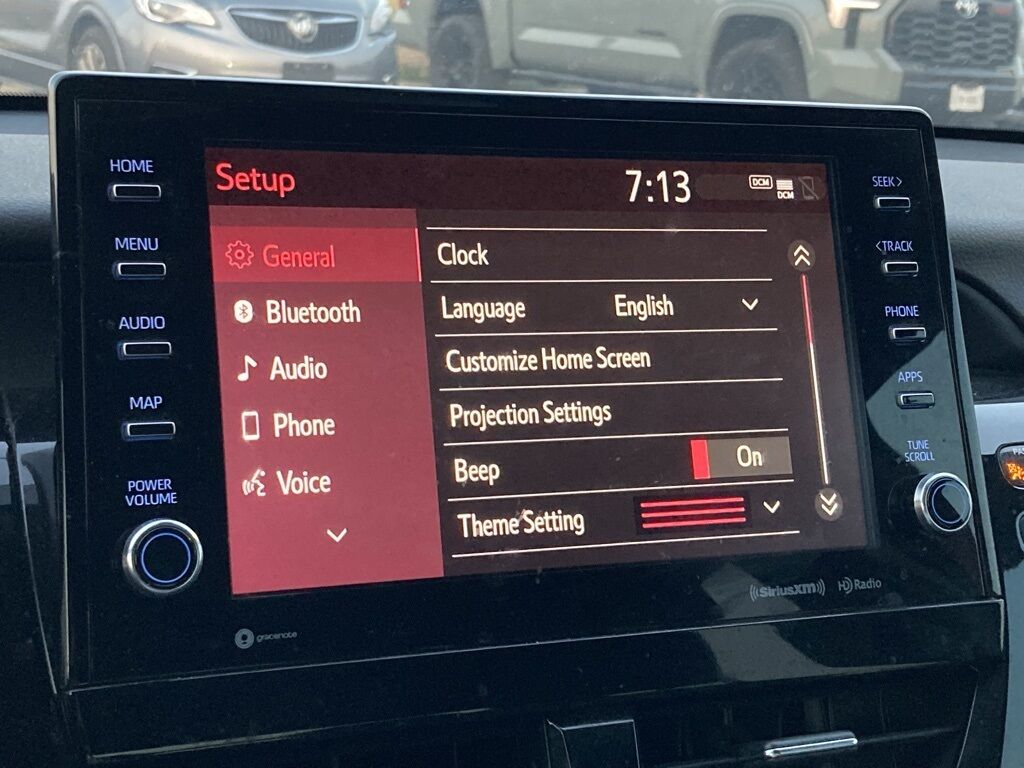 HOME
MENU
AUDIO
MAP
POWER
VOLUME
Setup
7:13
DCM
DCM
General
Bluetooth
Audio
Phone
Voice
Clock
Language English
Customize Home Screen
Projection Settings
Beep On
Theme Setting
SEEK>
<TRACK
PHONE
APPS
TUNE
SCROLL
((SiriusXM))
HD Radio
gracenote